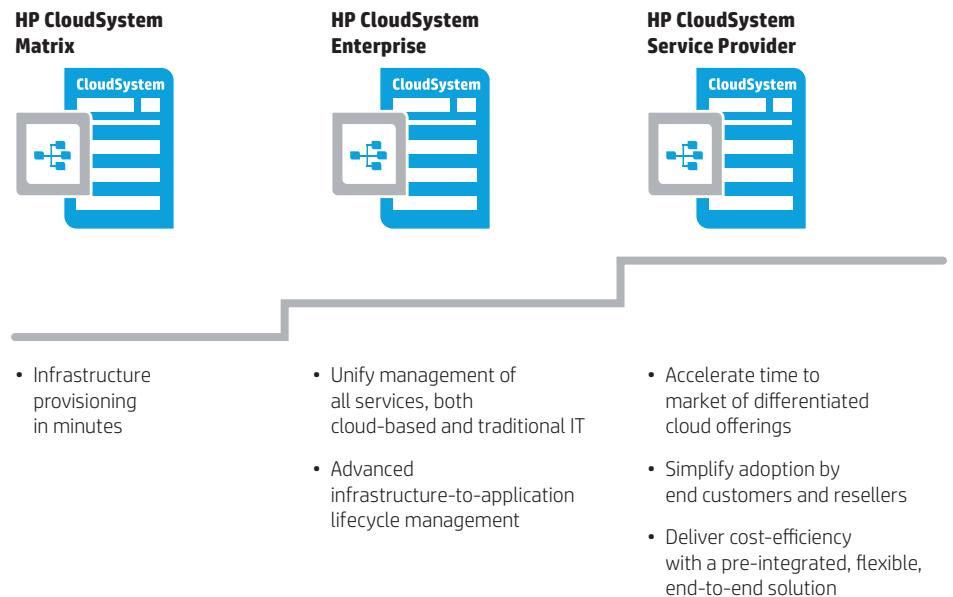 HP CloudSystem
Matrix
CloudSystem
• Infrastructure
provisioning
in minutes
HP CloudSystem
Enterprise
CloudSystem
• Unify management of
all services, both
cloud-based and traditional IT
• Advanced
infrastructure-to-application
lifecycle management
HP CloudSystem
Service Provider
CloudSystem
• Accelerate time to
market of differentiated
cloud offerings
• Simplify adoption by
end customers and resellers
• Deliver cost-efficiency
with a pre-integrated, flexible,
end-to-end solution